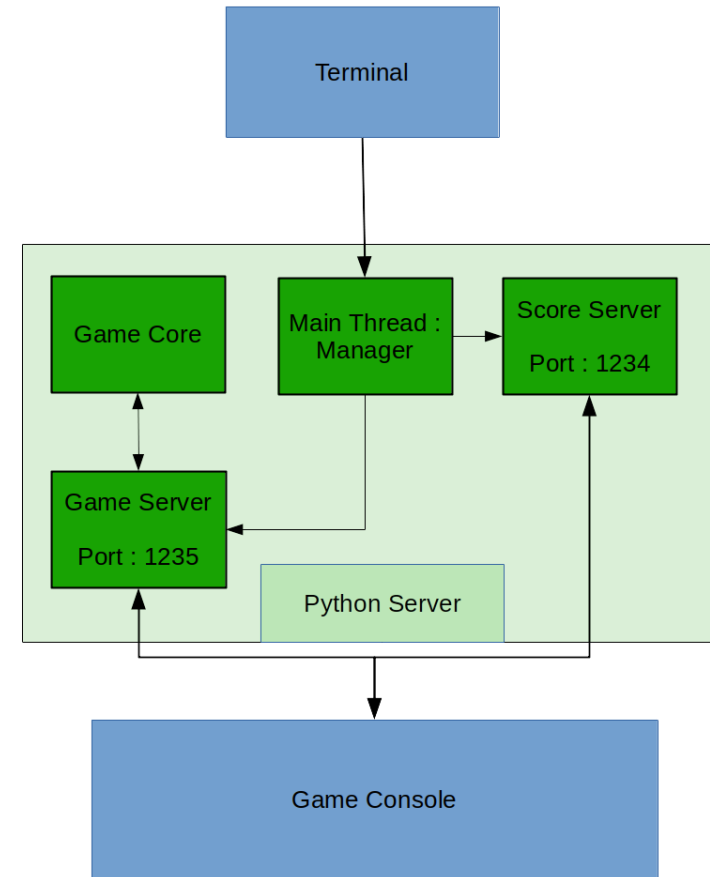 Terminal
Game Core
Main Thread :
Manager
Score Server
Port : 1234
Game Server
Port : 1235
Python Server
Game Console